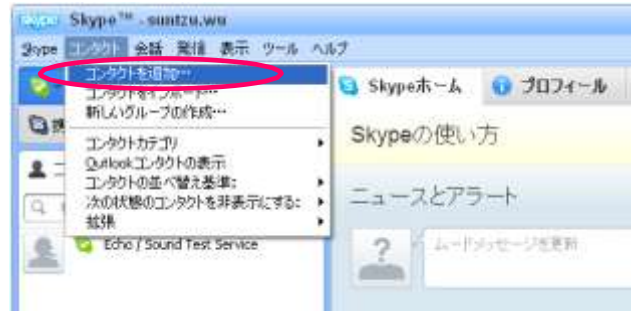 Skype™ - suntzu.wu
Skype コンタクト 会話 発信 表示 ツール ヘルプ
コンタクトを追加...
コンタクトをインポート...
新しいグループの作成...
コンタクトカテゴリ
Outlookコンタクトの表示
コンタクトの並べ替え基準:
次の状態のコンタクトを非表示にする:
拡張
Echo / Sound Test Service
Skypeホーム
プロフィール
Skypeの使い方
ニュースとアラート
ムードメッセージを更新